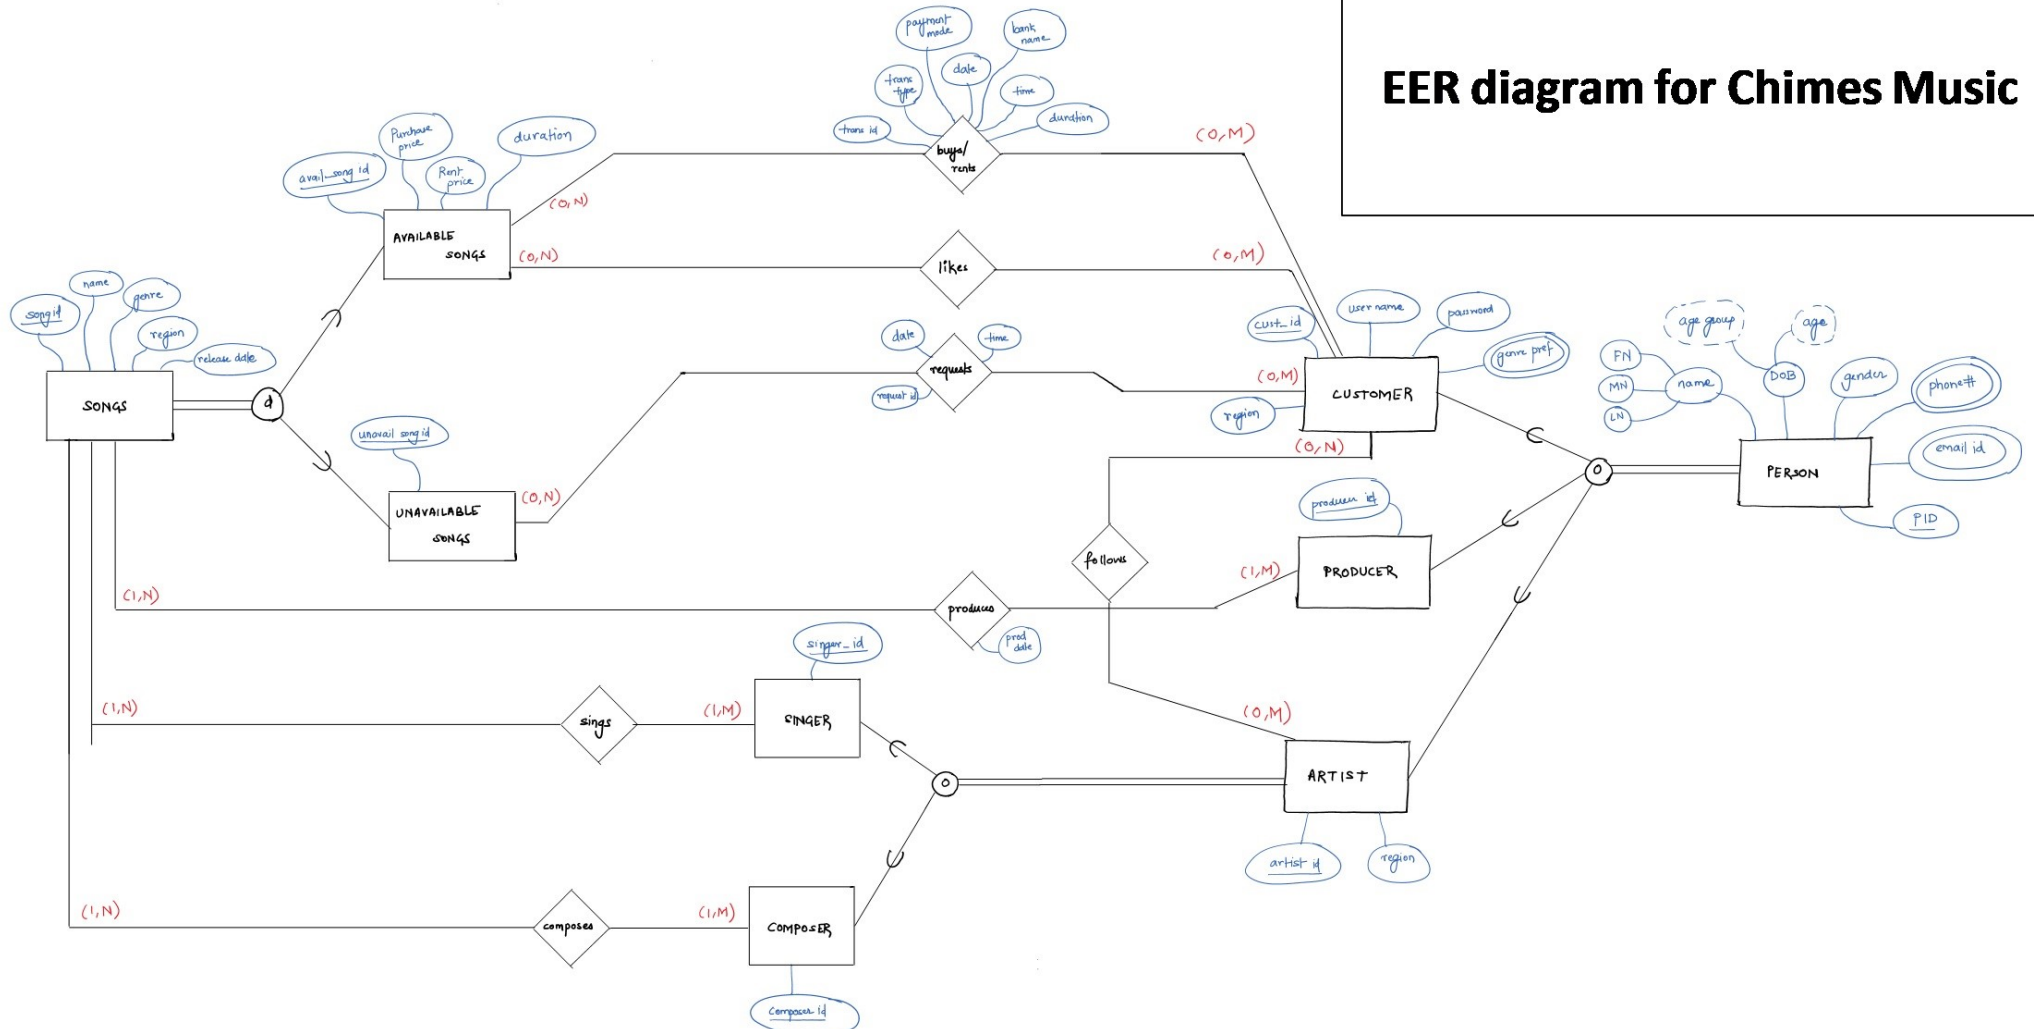 EER diagram for Chimes Music
payment
mode
bank
name
trans
type
date
time
trans id
duration
buys/
rents
(0,M)
(0,N)
Purchase
price
duration
avail_song id
Rent
price
AVAILABLE
SONGS
(0,N)
likes
(0,M)
song id
name
genre
region
release date
SONGS
d
date
time
requests
request id
(0,M)
cust_id
user name
password
genre pref
region
CUSTOMER
(0,N)
age group
age
FN
MN
LN
name
DOB
gender
phone#
email id
PERSON
PID
O
unavail song id
UNAVAILABLE
SONGS
(0,N)
follows
producer id
PRODUCER
(1,M)
(1,N)
produces
prod
date
singer_id
(1,N)
sings
(1,M)
SINGER
(0,M)
ARTIST
O
artist id
region
(1,N)
composes
(1,M)
COMPOSER
composer id